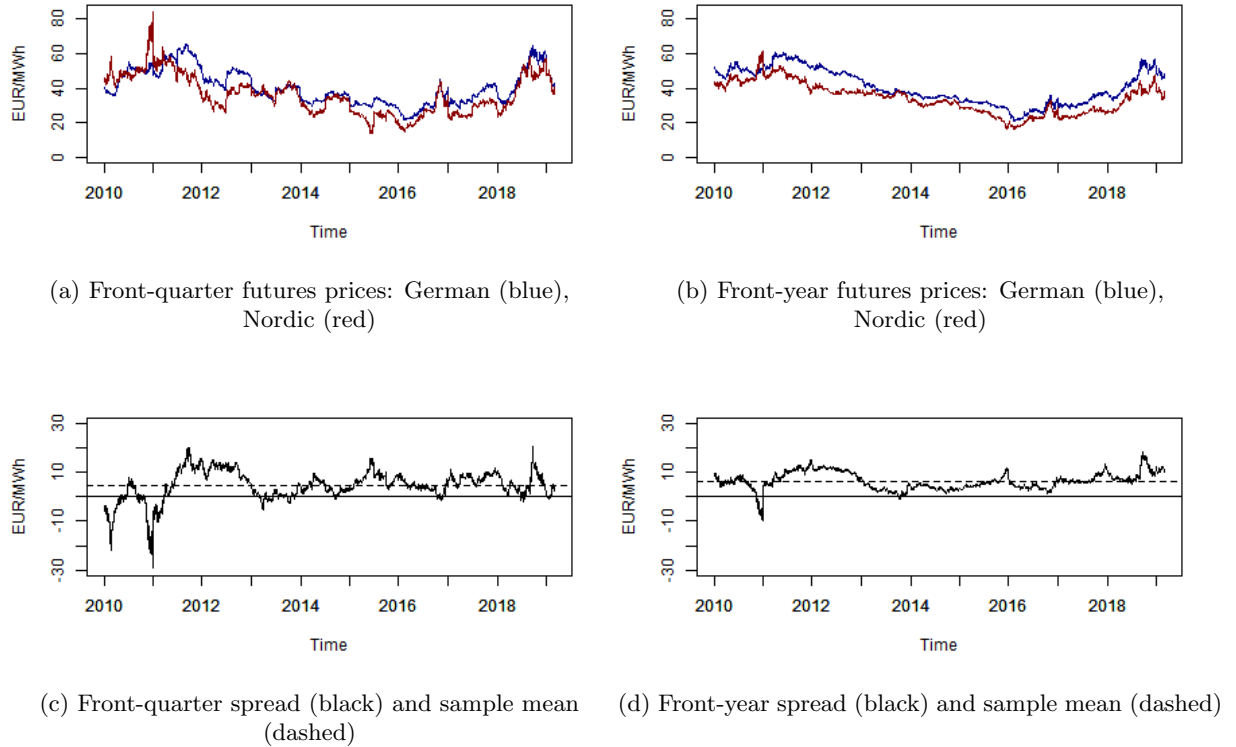 EUR/MWh
80
60
40
20
0
2010
2012
2014
2016
2018
Time
(a) Front-quarter futures prices: German (blue),
Nordic (red)
EUR/MWh
80
60
40
20
0
2010
2012
2014
2016
2018
Time
(b) Front-year futures prices: German (blue),
Nordic (red)
EUR/MWh
30
10
-10
-30
2010
2012
2014
2016
2018
Time
(c) Front-quarter spread (black) and sample mean
(dashed)
EUR/MWh
30
10
-10
-30
2010
2012
2014
2016
2018
Time
(d) Front-year spread (black) and sample mean (dashed)